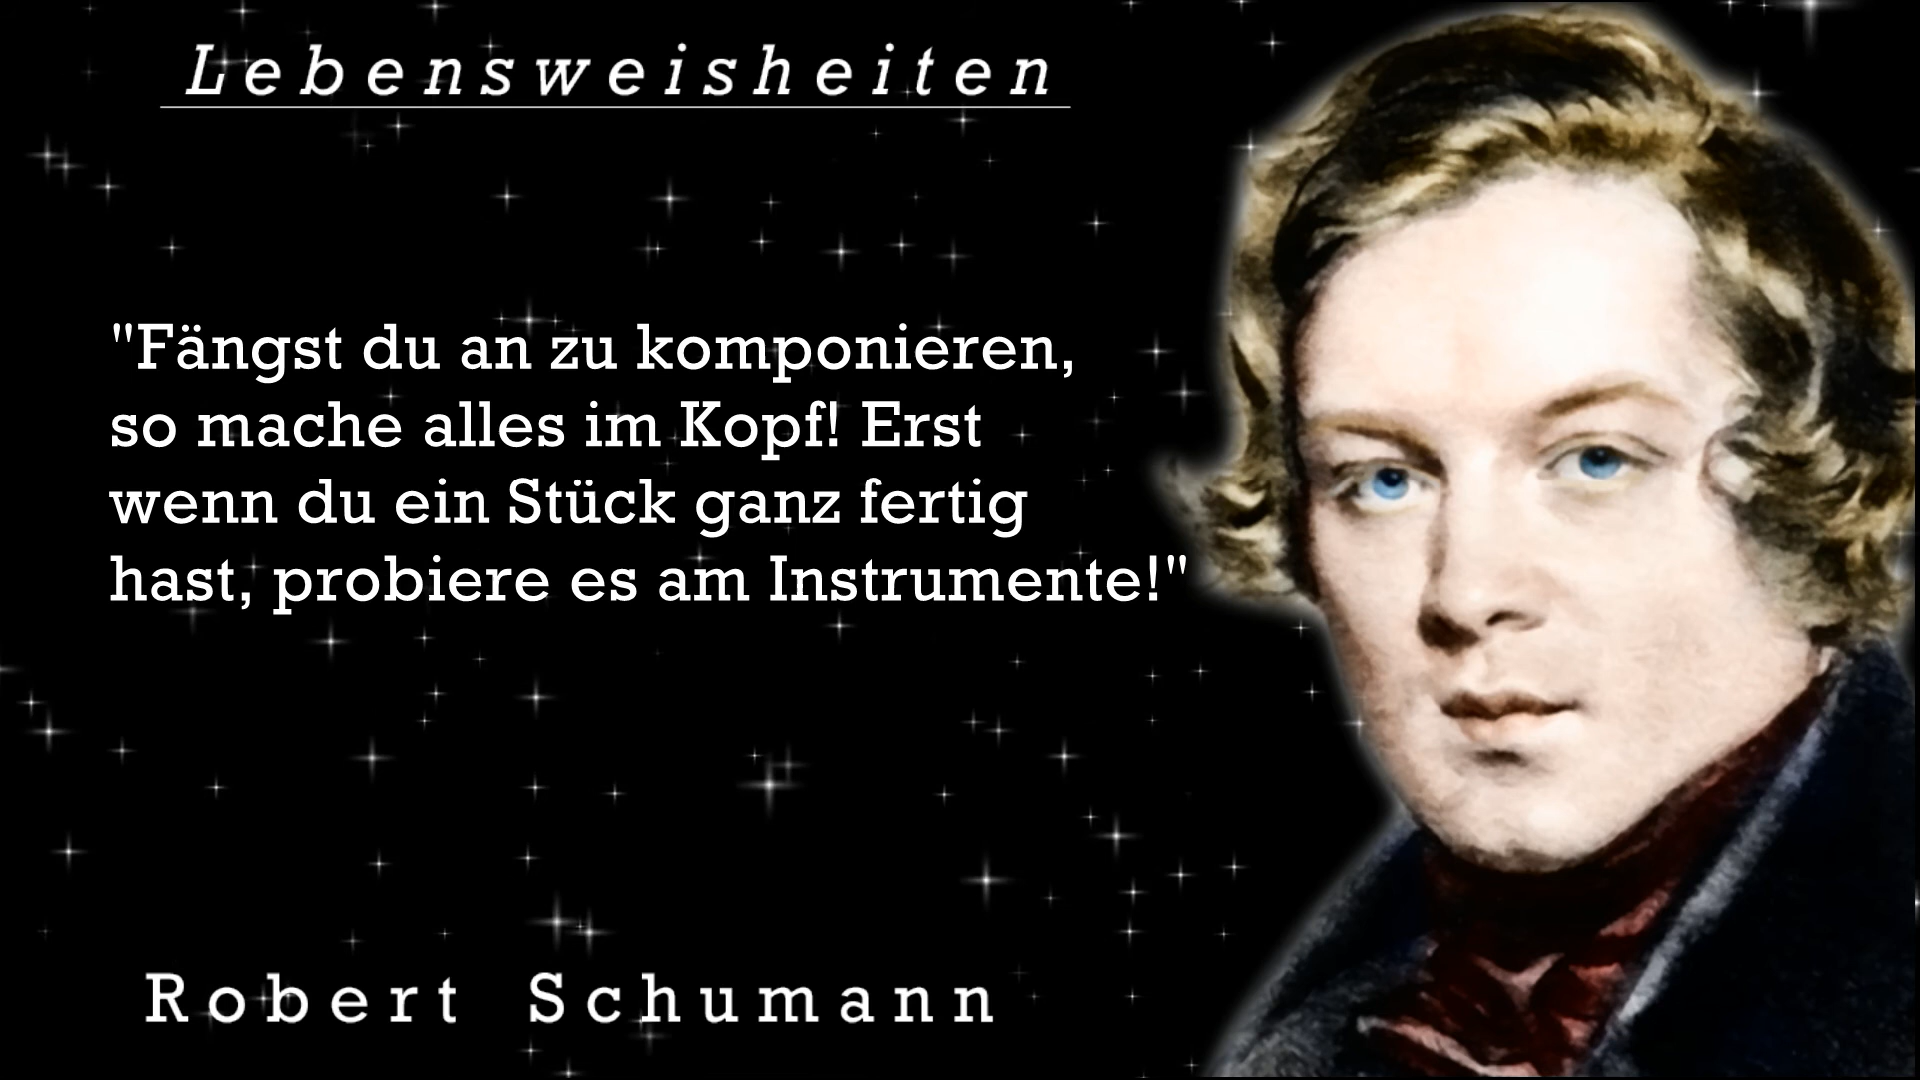 Lebensweisheiten
"Fängst du an zu komponieren,
so mache alles im Kopf! Erst
wenn du ein Stück ganz fertig
hast, probiere es am Instrumente!"
Robert Schumann